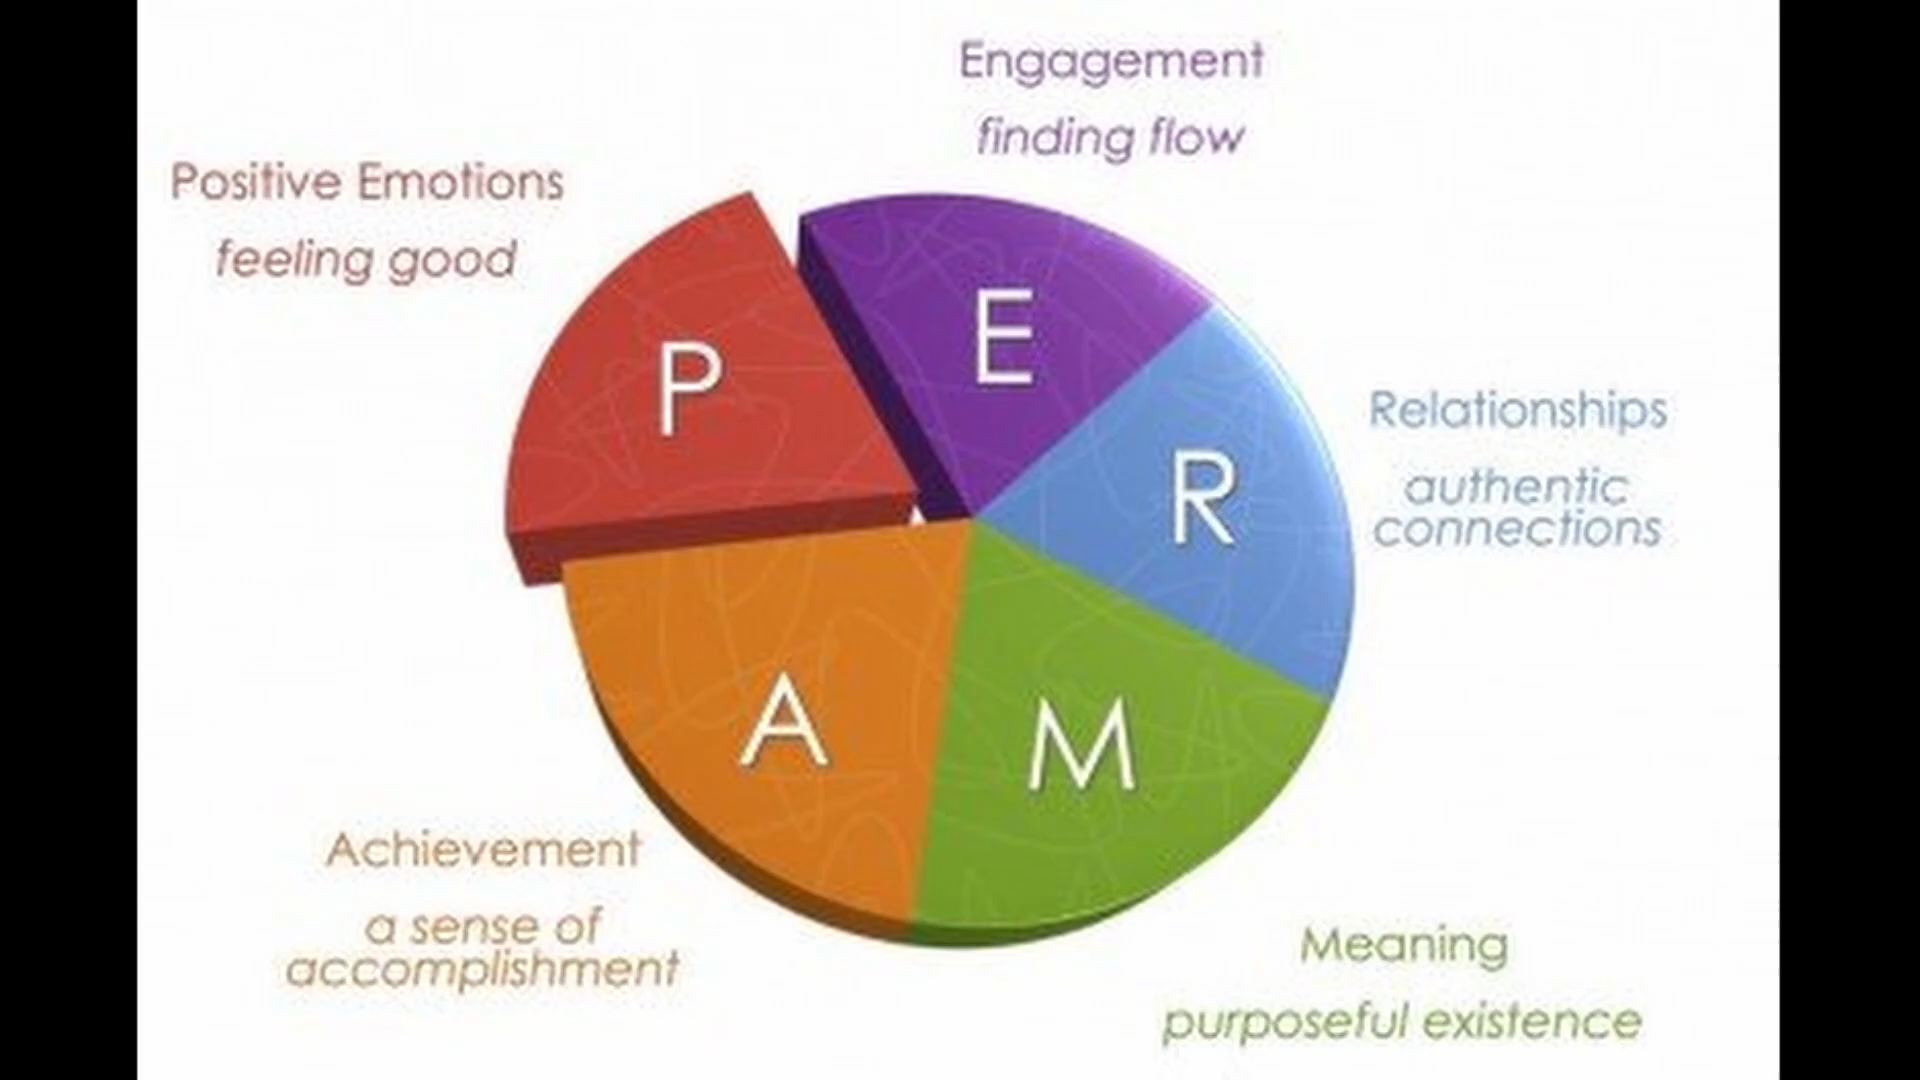 Engagement
finding flow
Positive Emotions
feeling good
P
E
R
Relationships
authentic
connections
A
M
Achievement
a sense of
accomplishment
Meaning
purposeful existence